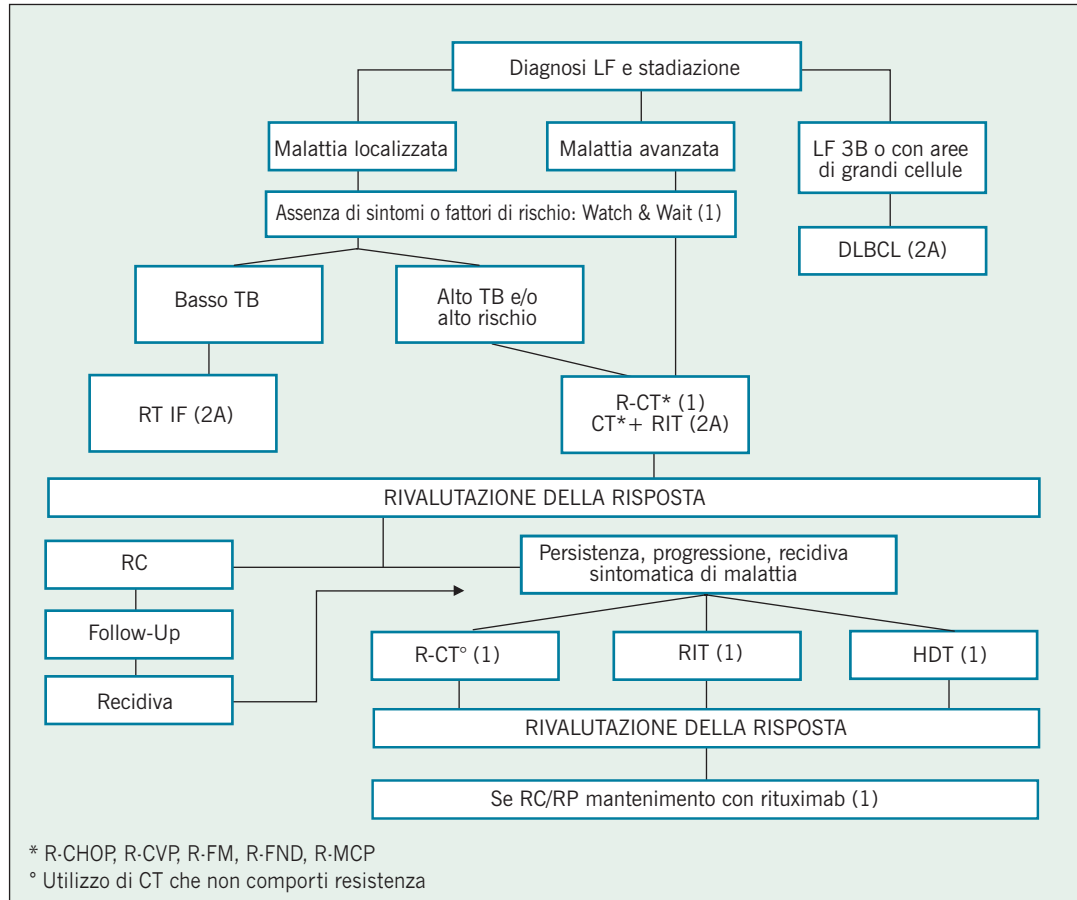 Diagnosi LF e stadiazione
Malattia localizzata
Malattia avanzata
LF 3B o con aree
di grandi cellule
Assenza di sintomi o fattori di rischio: Watch & Wait (1)
DLBCL (2A)
Basso TB
Alto TB e/o
alto rischio
RT IF (2A)
R-CT* (1)
CT*+ RIT (2A)
RIVALUTAZIONE DELLA RISPOSTA
RC
Persistenza, progressione, recidiva
sintomatica di malattia
Follow-Up
Recidiva
R-CT° (1)
RIT (1)
HDT (1)
RIVALUTAZIONE DELLA RISPOSTA
Se RC/RP mantenimento con rituximab (1)
* R-CHOP, R-CVP, R-FM, R-FND, R-MCP
° Utilizzo di CT che non comporti resistenza